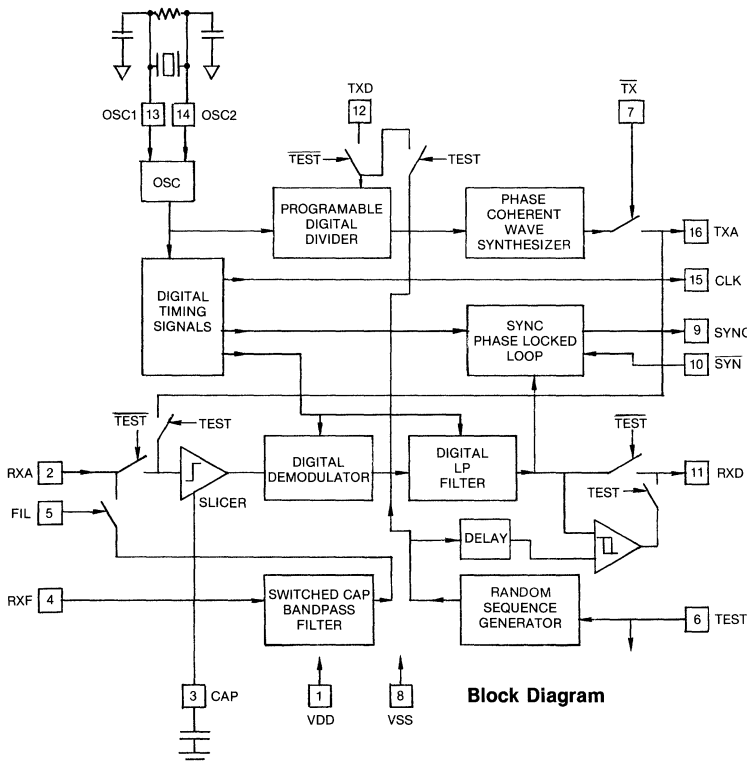 OSC1 13 14 OSC2
TXD
12
TX
7
TEST
TEST
OSC
PROGRAMABLE
DIGITAL
DIVIDER
PHASE
COHERENT
WAVE
SYNTHESIZER
16 TXA
15 CLK
DIGITAL
TIMING
SIGNALS
SYNC
PHASE LOCKED
LOOP
9 SYNC
10 SYN
TEST
TEST
TEST
RXA 2
SLICER
DIGITAL
DEMODULATOR
DIGITAL
LP
FILTER
11 RXD
TEST
FIL 5
DELAY
RXF 4
SWITCHED CAP
BANDPASS
FILTER
RANDOM
SEQUENCE
GENERATOR
6 TEST
3 CAP
1
VDD
8
VSS
Block Diagram